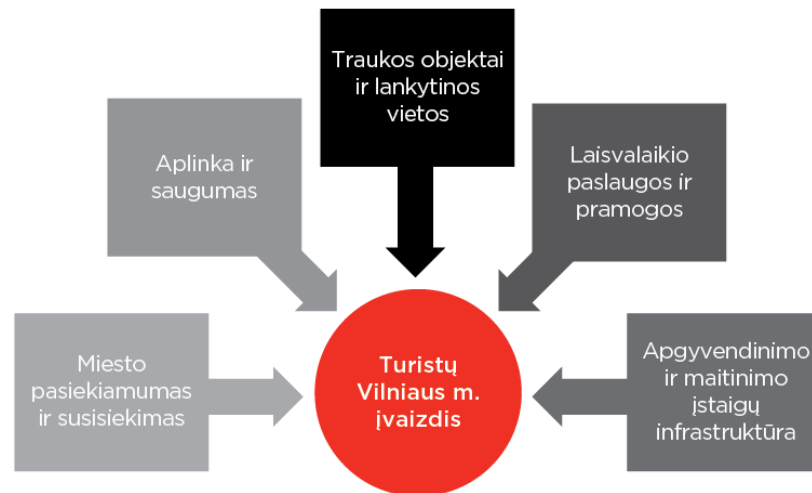 Traukos objektai
ir lankytinos
vietos
Aplinka ir
saugumas
Laisvalaikio
paslaugos ir
pramogos
Miesto
pasiekiamumas
ir susisiekimas
Turistų
Vilniaus m.
įvaizdis
Apgyvendinimo
ir maitinimo
įstaigų
infrastruktūra